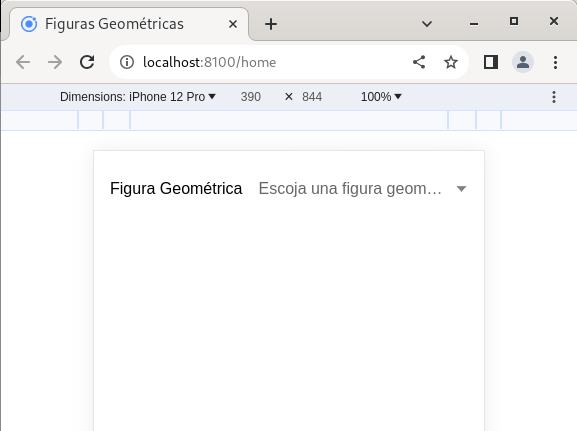 Figuras Geométricas
localhost:8100/home
Dimensions: iPhone 12 Pro 390 × 844 100%
Figura Geométrica Escoja una figura geom…